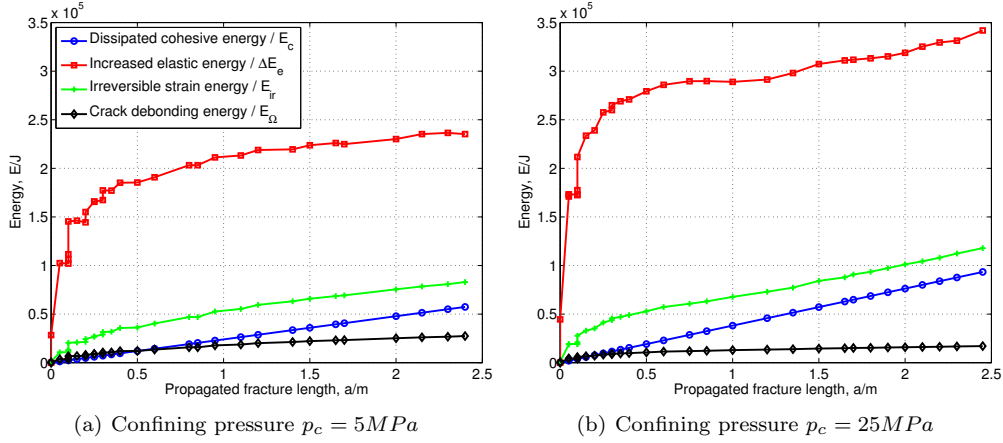 x 10^5
3.5
3
2.5
2
1.5
1
0.5
0
Energy, E/J
Dissipated cohesive energy / E_c
Increased elastic energy / ΔE_e
Irreversible strain energy / E_ir
Crack debonding energy / E_Ω
0 0.5 1 1.5 2 2.5
Propagated fracture length, a/m
(a) Confining pressure p_c = 5MPa
x 10^5
3.5
3
2.5
2
1.5
1
0.5
0
Energy, E/J
0 0.5 1 1.5 2 2.5
Propagated fracture length, a/m
(b) Confining pressure p_c = 25MPa